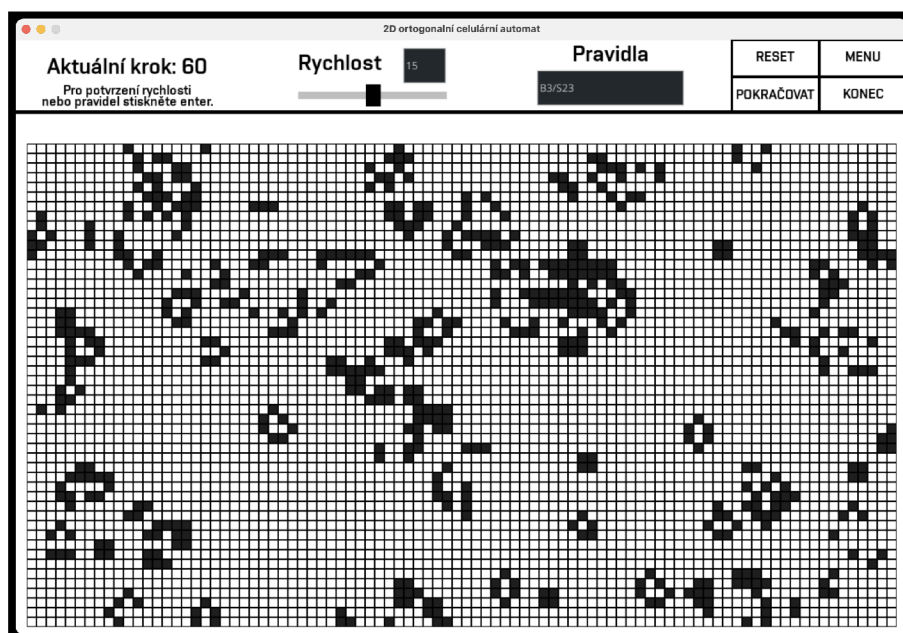 2D ortogonalní celulární automat
Aktuální krok: 60
Pro potvrzení rychlosti
nebo pravidel stiskněte enter.
Rychlost
15
Pravidla
B3/S23
RESET
MENU
POKRAČOVAT
KONEC